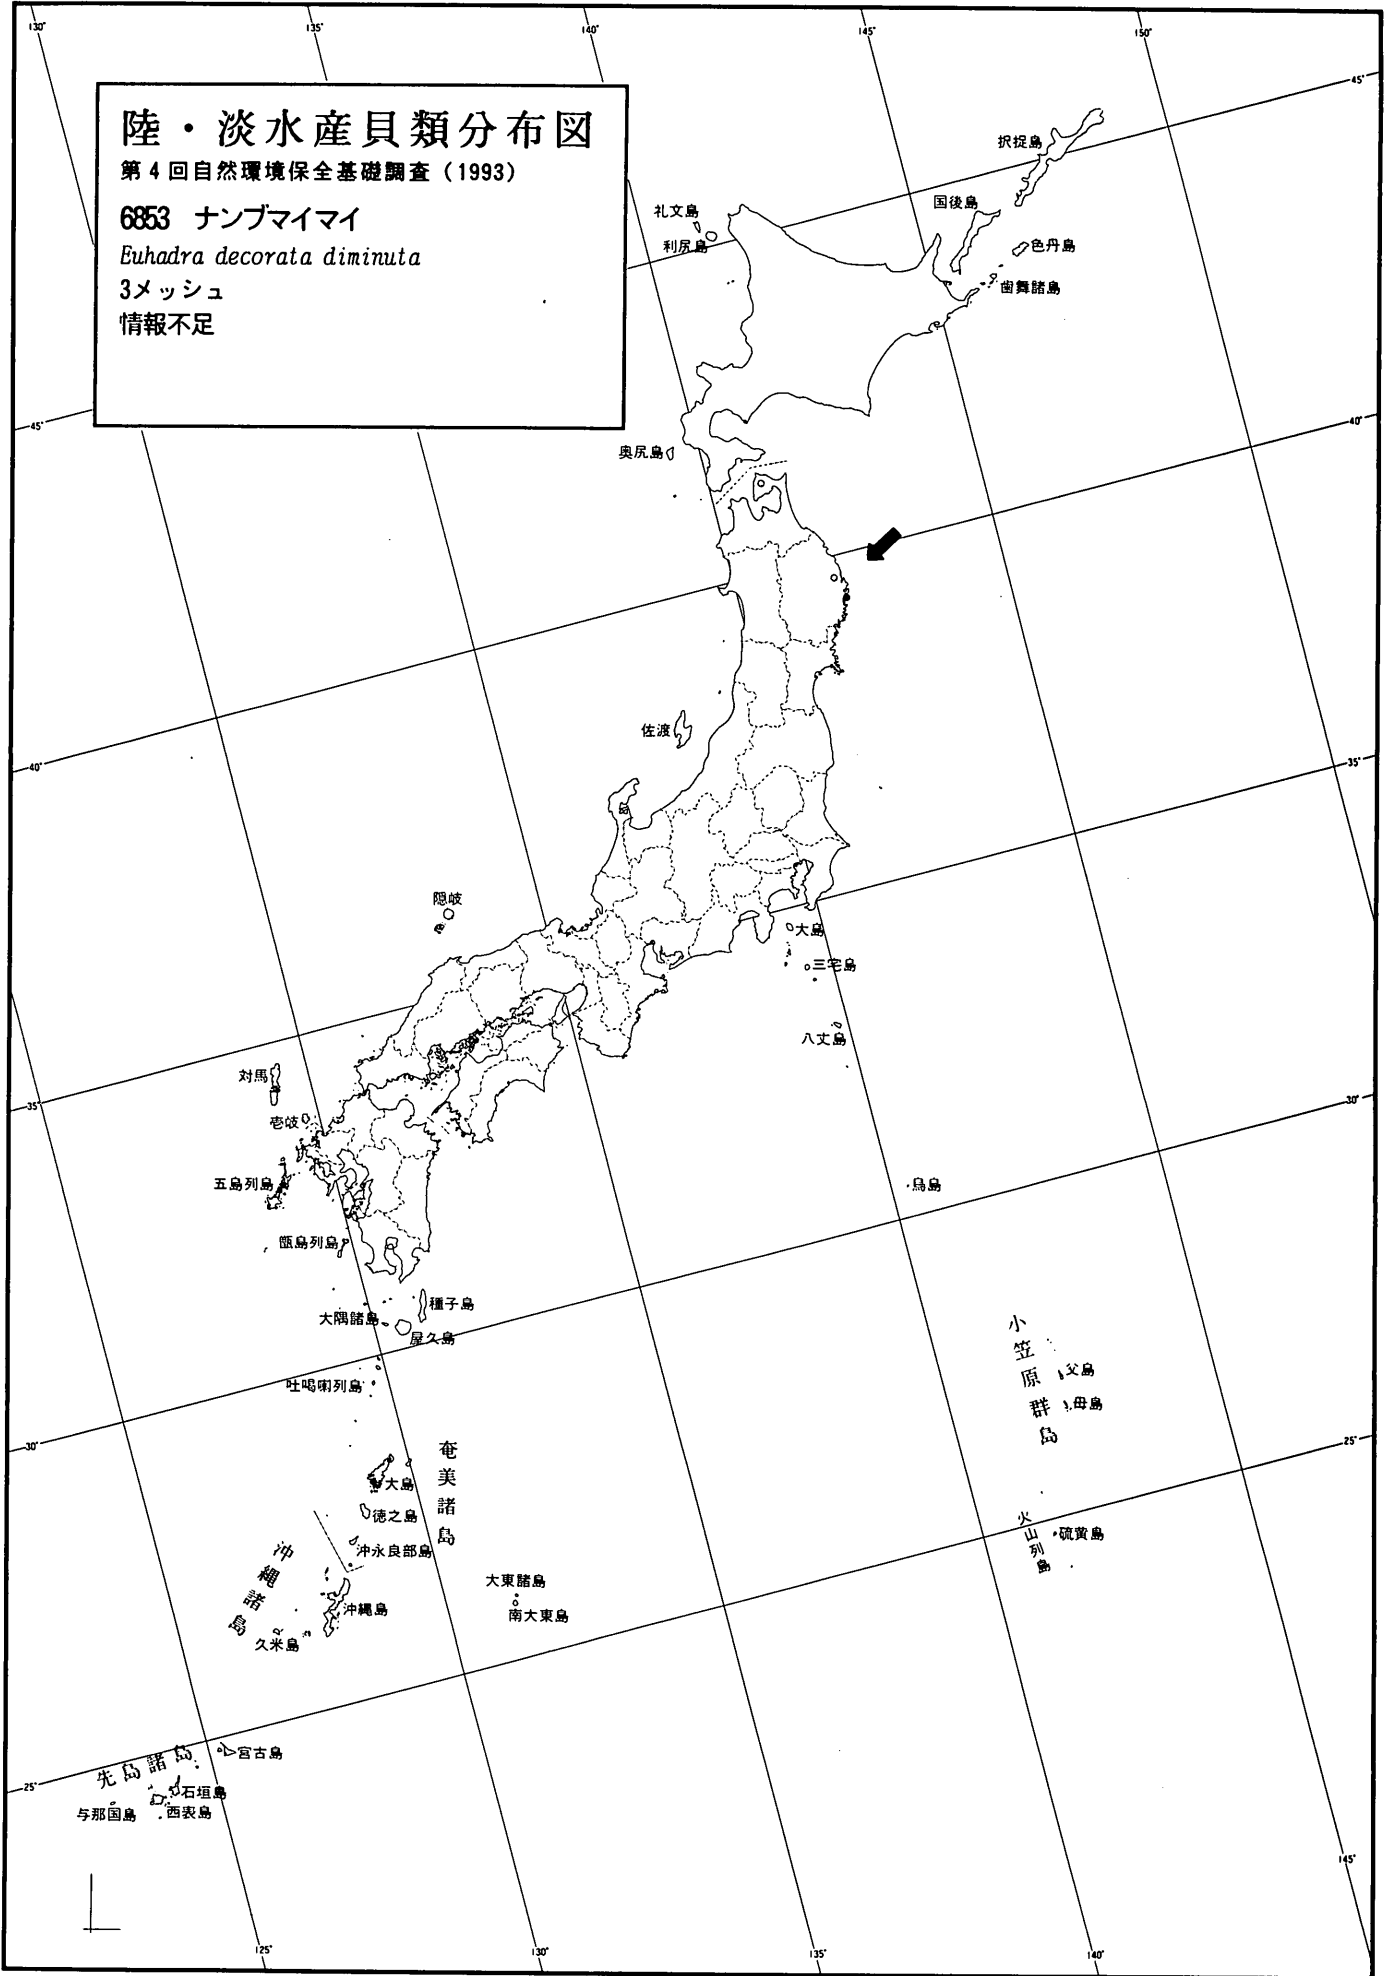 130°
135°
140°
145°
150°
45°
陸・淡水産貝類分布図
第4回自然環境保全基礎調査（1993）
6853 ナンブマイマイ
Euhadra decorata diminuta
3メッシュ
情報不足
択捉島
国後島
色丹島
歯舞諸島
礼文島
利尻島
45°
40°
奥尻島
佐渡
40°
35°
隠岐
大島
三宅島
八丈島
対馬
35°
壱岐
30°
五島列島
鳥島
甑島列島
種子島
大隅諸島
屋久島
小笠原群島
父島
母島
吐喝喇列島
30°
25°
奄美諸島
大島
徳之島
沖永良部島
火山列島
硫黄島
沖縄諸島
沖縄島
久米島
大東諸島
南大東島
先島諸島
宮古島
25°
石垣島
西表島
与那国島
145°
125°
130°
135°
140°